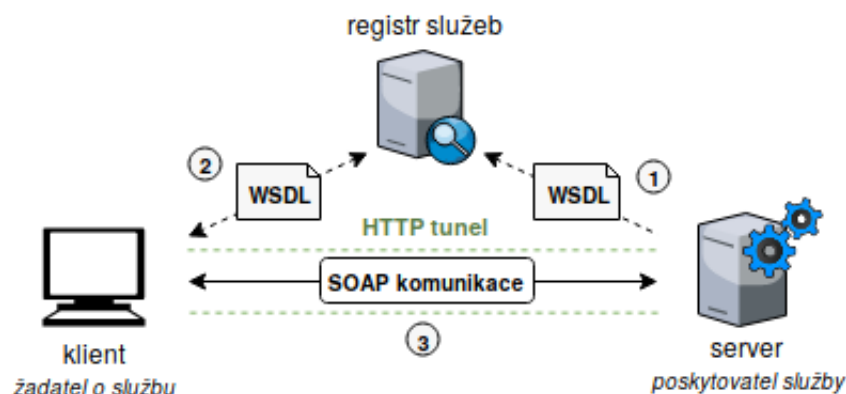 registr služeb
2
WSDL
WSDL
1
HTTP tunel
SOAP komunikace
3
klient
žadatel o službu
server
poskytovatel služby